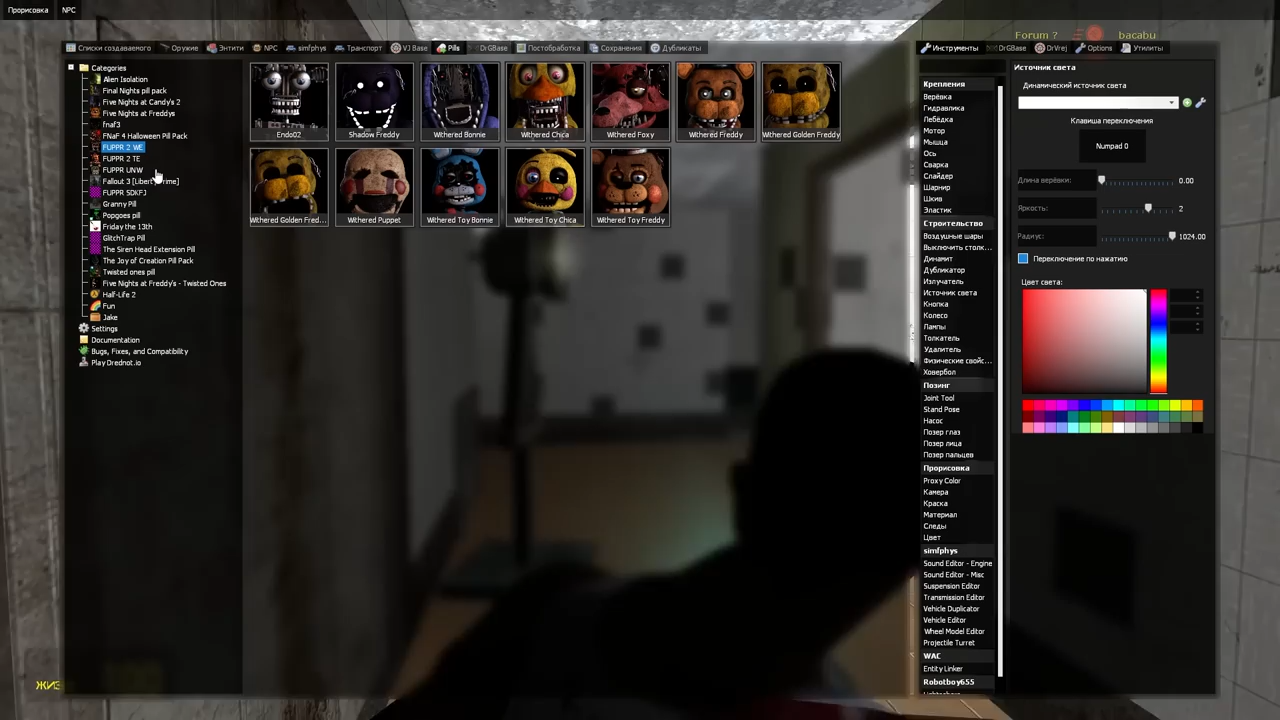 Прорисовка NPC
Forum ? bacabu
Списки создаваемого Оружие Энтити NPC simfphys Транспорт VJ Base Pills DrGBase Постобработка Сохранения Дубликаты
Инструменты DrGBase DrVrej Options Утилиты
Categories
Alien Isolation
Final Nights pill pack
Five Nights at Candy's 2
Five Nights at Freddys
fnaf3
FNaF 4 Halloween Pill Pack
FUPPR 2 WE
FUPPR 2 TE
FUPPR UNW
Fallout 3 [Liberty Prime]
FUPPR SDKFJ
Granny Pill
Popgoes pill
Friday the 13th
GlitchTrap Pill
The Siren Head Extension Pill
The Joy of Creation Pill Pack
Twisted ones pill
Five Nights at Freddy's - Twisted Ones
Half-Life 2
Fun
Jake
Settings
Documentation
Bugs, Fixes, and Compatibility
Play Drednot.io
Endo02 Shadow Freddy Withered Bonnie Withered Chica Withered Foxy Withered Freddy Withered Golden Freddy
Withered Golden Fred... Withered Puppet Withered Toy Bonnie Withered Toy Chica Withered Toy Freddy
Крепления
Верёвка
Гидравлика
Лебёдка
Мотор
Мышца
Ось
Сварка
Слайдер
Шарнир
Шкив
Эластик
Строительство
Воздушные шары
Выключить столк...
Динамит
Дубликатор
Излучатель
Источник света
Кнопка
Колесо
Лампы
Толкатель
Удалитель
Физические свойс...
Ховербол
Позинг
Joint Tool
Stand Pose
Насос
Позер глаз
Позер лица
Позер пальцев
Прорисовка
Proxy Color
Камера
Краска
Материал
Следы
Цвет
simfphys
Sound Editor - Engine
Sound Editor - Misc
Suspension Editor
Transmission Editor
Vehicle Duplicator
Vehicle Editor
Wheel Model Editor
Projectile Turret
WAC
Entity Linker
Robotboy655
Источник света
Динамический источник света
Клавиша переключения
Numpad 0
Длина верёвки: 0.00
Яркость: 2
Радиус: 1024.00
Переключение по нажатию
Цвет света:
ЖИЗ